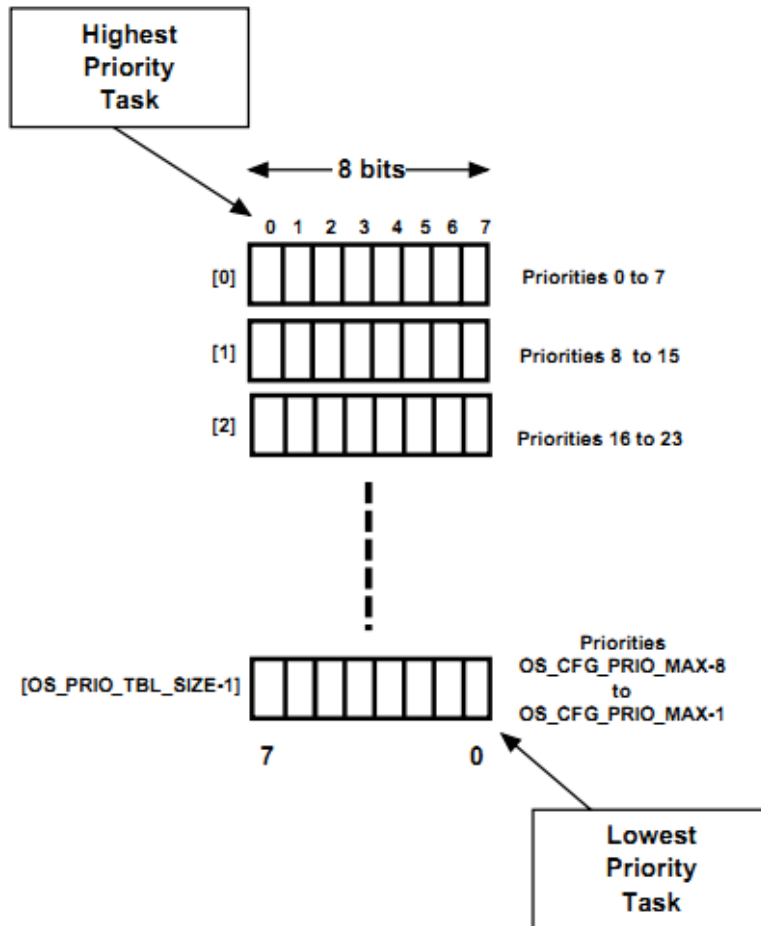 Highest
Priority
Task
8 bits
0 1 2 3 4 5 6 7
[0] Priorities 0 to 7
[1] Priorities 8 to 15
[2] Priorities 16 to 23
Priorities
[OS_PRIO_TBL_SIZE-1] OS_CFG_PRIO_MAX-8
to
OS_CFG_PRIO_MAX-1
7 0
Lowest
Priority
Task